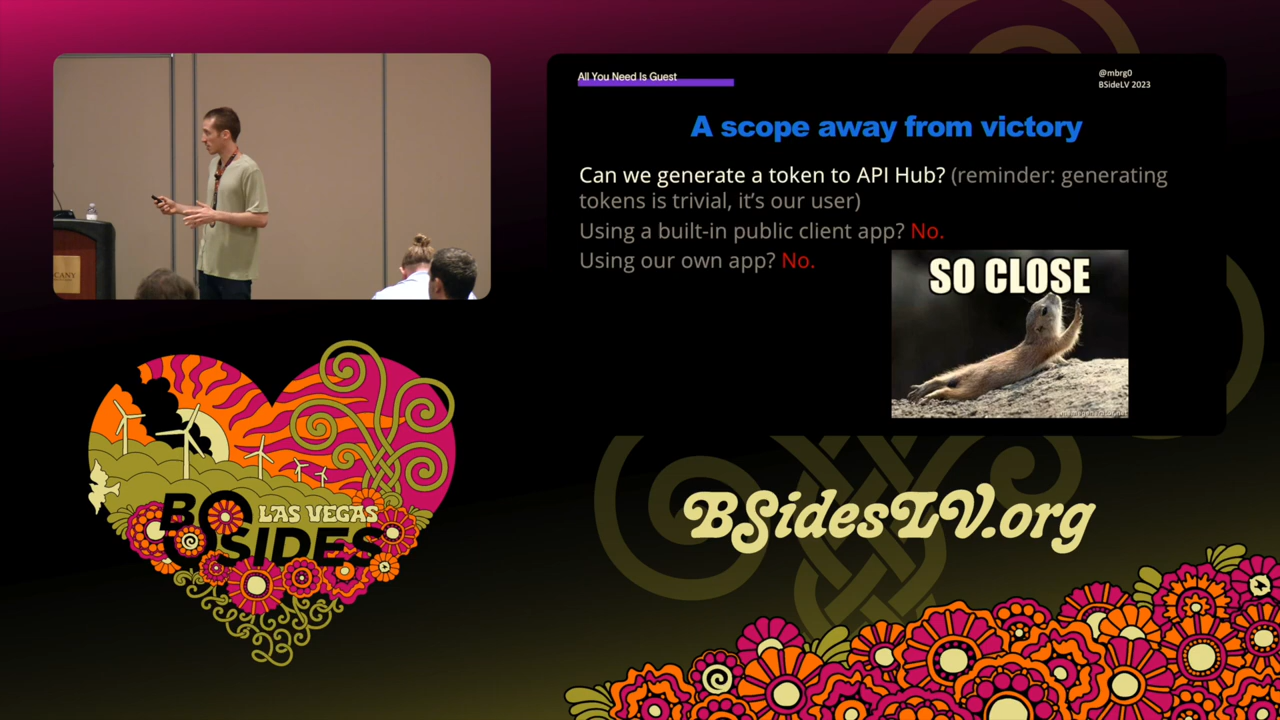 All You Need Is Guest
@mbrg0
BSideLV 2023
A scope away from victory
Can we generate a token to API Hub? (reminder: generating
tokens is trivial, it's our user)
Using a built-in public client app? No.
Using our own app? No.
SO CLOSE
BSIDES
LAS VEGAS
23
BSidesLV.org